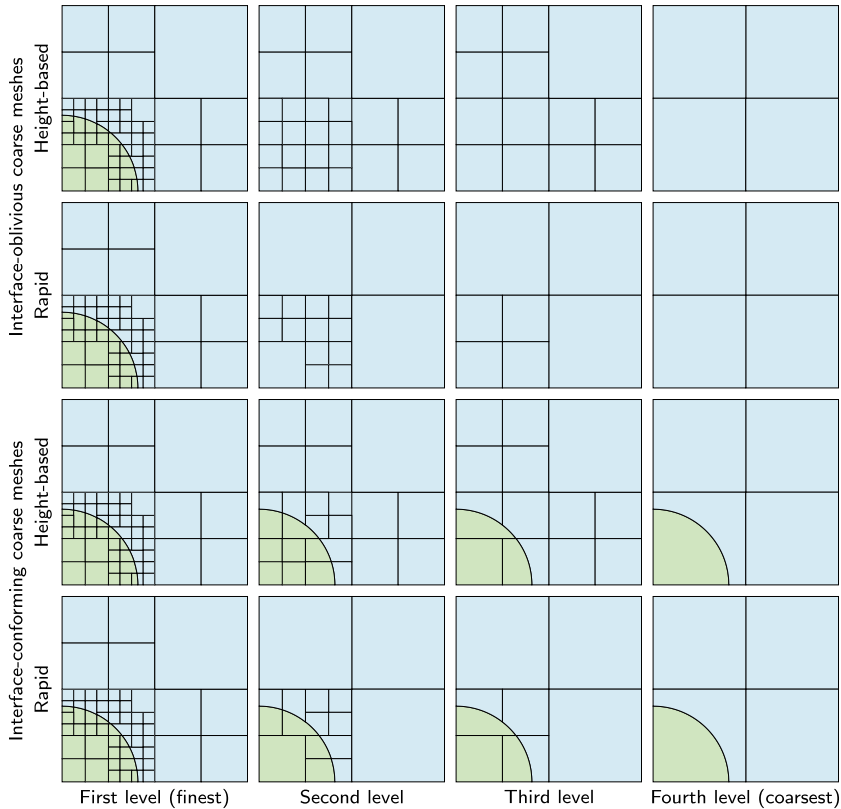 Interface-oblivious coarse meshes
Height-based
Rapid
Interface-conforming coarse meshes
Height-based
Rapid
First level (finest)
Second level
Third level
Fourth level (coarsest)